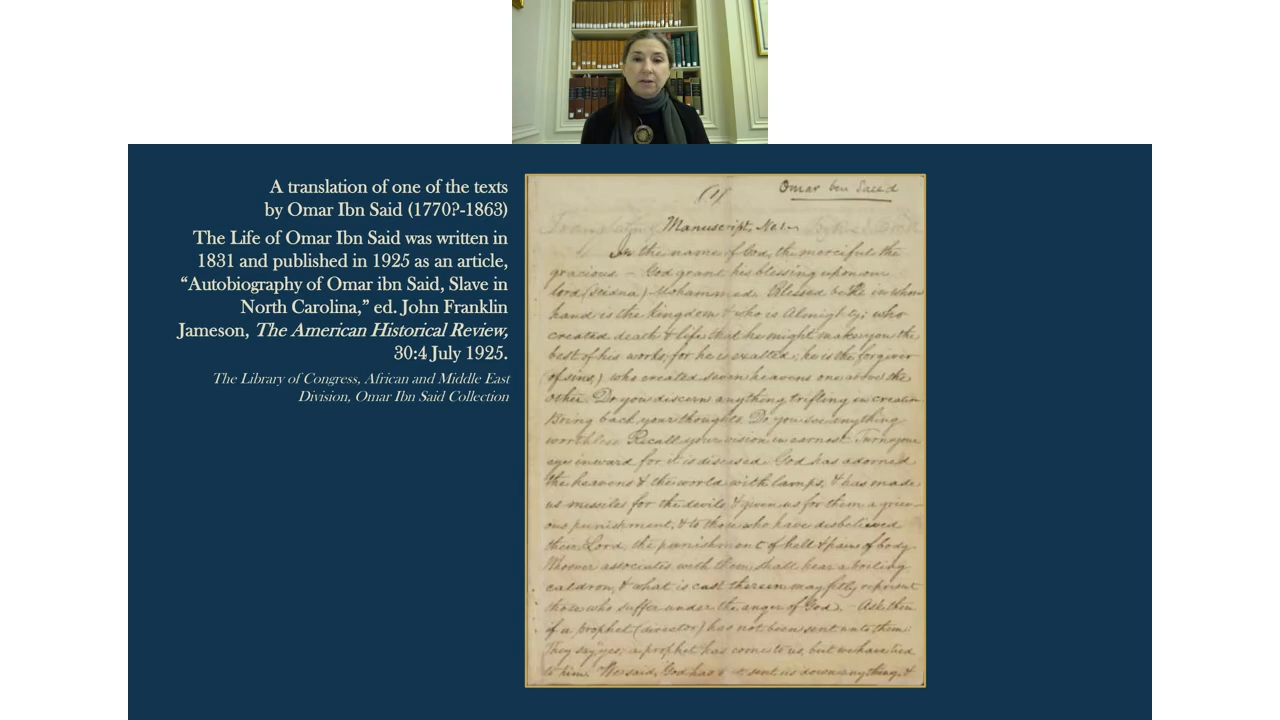 A translation of one of the texts
by Omar Ibn Said (1770?-1863)
The Life of Omar Ibn Said was written in
1831 and published in 1925 as an article,
“Autobiography of Omar ibn Said, Slave in
North Carolina,” ed. John Franklin
Jameson, The American Historical Review,
30:4 July 1925.
The Library of Congress, African and Middle East
Division, Omar Ibn Said Collection
(1)
Omar ben Saeed
Manuscript, No. 1.
In the name of God, the merciful the
gracious - God grant his blessing upon our
lord (seidna) Mohammed. Blessed be He in whose
hand is the kingdom & who is Almighty; who
created death & life that he might make you the
best of his works; for he is exalted; he is the forgiver
(of sins,) who created seven heavens one above the
other. Do you discern anything trifling in creation
Bring back your thoughts. Do you see anything
worthless Recall your vision in earnest. Turn your
eye inward for it is diseased. God has adorned
the heavens & the world with lamps, & has made
us missiles for the devils, & given us for them a griev-
ous punishment, & to those who have disbelieved
their Lord, the punishment of hell & pains of body.
Whoever associates with them shall hear a boiling
caldron, & what is cast therein may fitly represent
those who suffer under the anger of God. - Ask them
if a prophet (director) has not been sent unto them:
They say "yes; a prophet has come to us, but we have lied
to him. We said, God has not sent us down anything, &